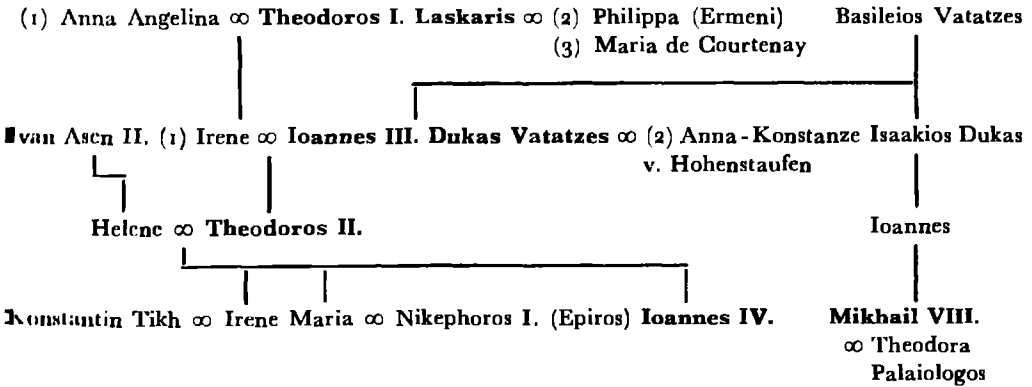 (1) Anna Angelina ∞ Theodoros I. Laskaris ∞ (2) Philippa (Ermeni) Basileios Vatatzes
(3) Maria de Courtenay
Ivan Asen II. (1) Irene ∞ Ioannes III. Dukas Vatatzes ∞ (2) Anna-Konstanze Isaakios Dukas
v. Hohenstaufen
Helene ∞ Theodoros II. Ioannes
Konstantin Tikh ∞ Irene Maria ∞ Nikephoros I. (Epiros) Ioannes IV. Mikhail VIII.
∞ Theodora
Palaiologos